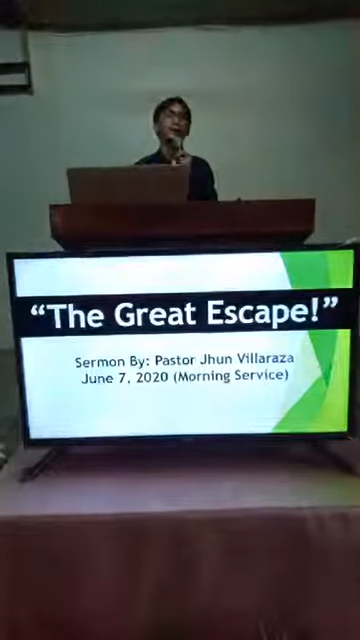 “The Great Escape!”
Sermon By: Pastor Jhun Villaraza
June 7, 2020 (Morning Service)